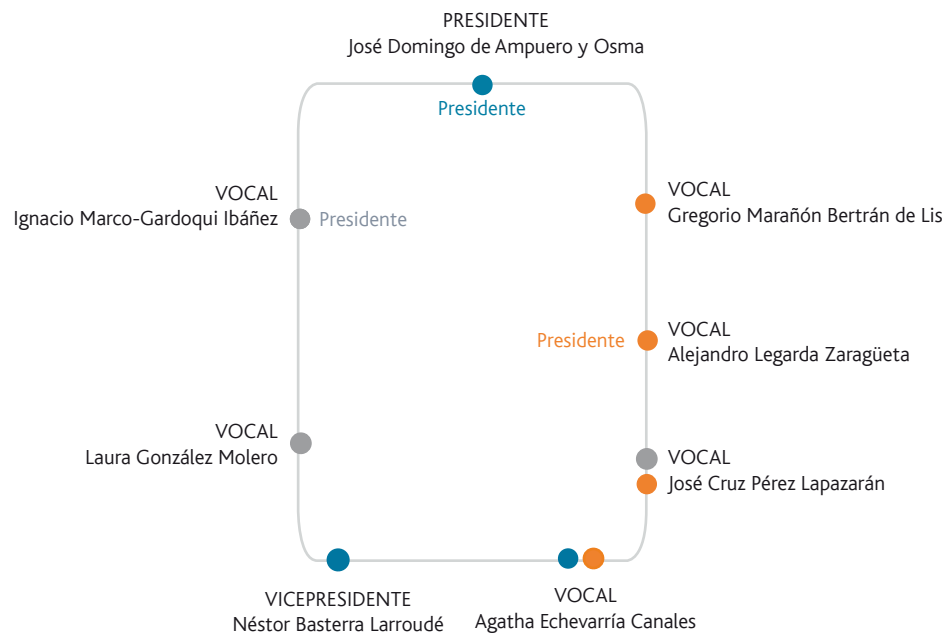 PRESIDENTE
José Domingo de Ampuero y Osma
Presidente
VOCAL
Ignacio Marco-Gardoqui Ibáñez
Presidente
VOCAL
Gregorio Marañón Bertrán de Lis
Presidente
VOCAL
Alejandro Legarda Zaragüeta
VOCAL
Laura González Molero
VOCAL
José Cruz Pérez Lapazarán
VICEPRESIDENTE
Néstor Basterra Larroudé
VOCAL
Agatha Echevarría Canales